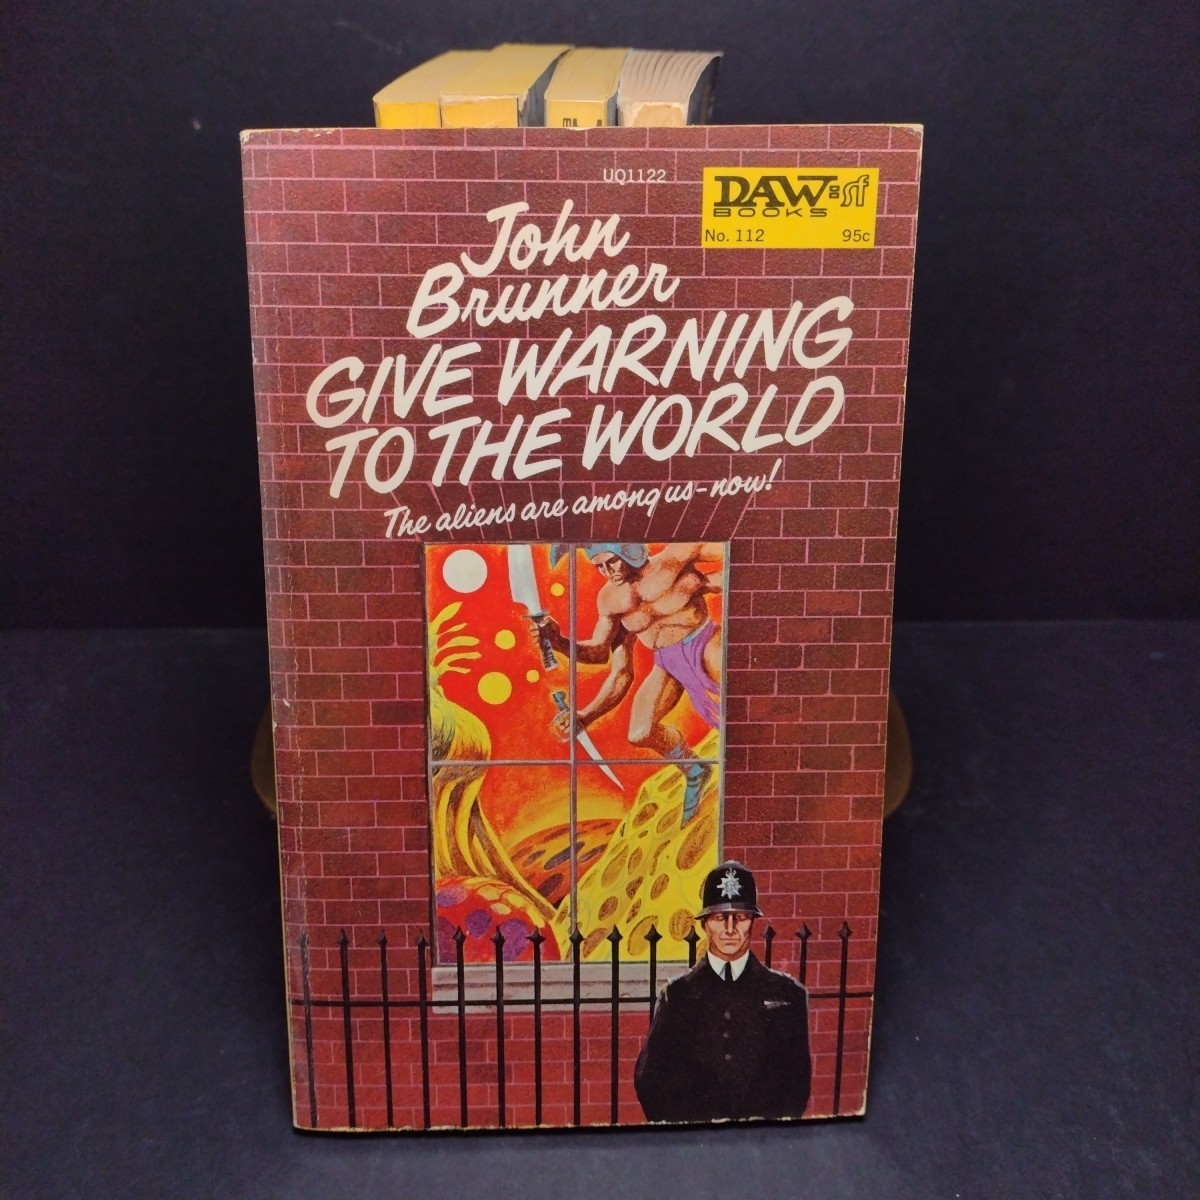 UQ1122
DAW sf
BOOKS
No. 112 95c
John
Brunner
GIVE WARNING
TO THE WORLD
The aliens are among us-now!